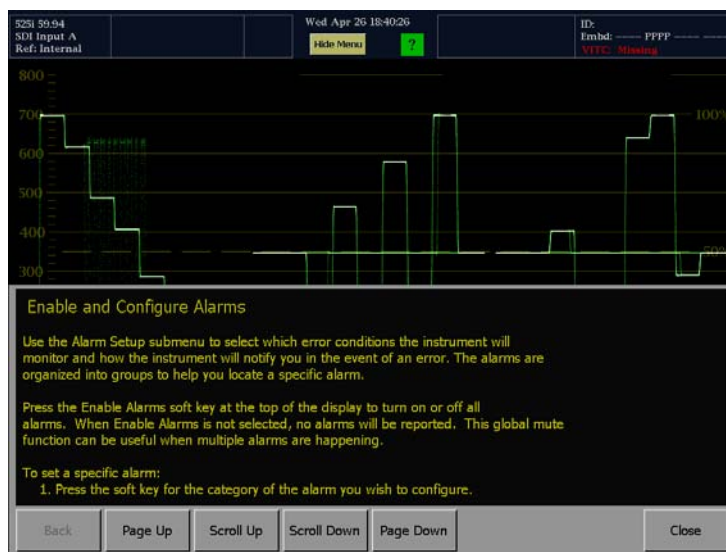 525i 59.94
SDI Input A
Ref: Internal
Wed Apr 26 18:40:26
Hide Menu
?
ID:
Embd: ---- PPPP ---- ----
VITC: Missing
800
700
600
500
400
300
100%
50%
Enable and Configure Alarms
Use the Alarm Setup submenu to select which error conditions the instrument will
monitor and how the instrument will notify you in the event of an error. The alarms are
organized into groups to help you locate a specific alarm.
Press the Enable Alarms soft key at the top of the display to turn on or off all
alarms.  When Enable Alarms is not selected, no alarms will be reported.  This global mute
function can be useful when multiple alarms are happening.
To set a specific alarm:
1. Press the soft key for the category of the alarm you wish to configure.
Back
Page Up
Scroll Up
Scroll Down
Page Down
Close